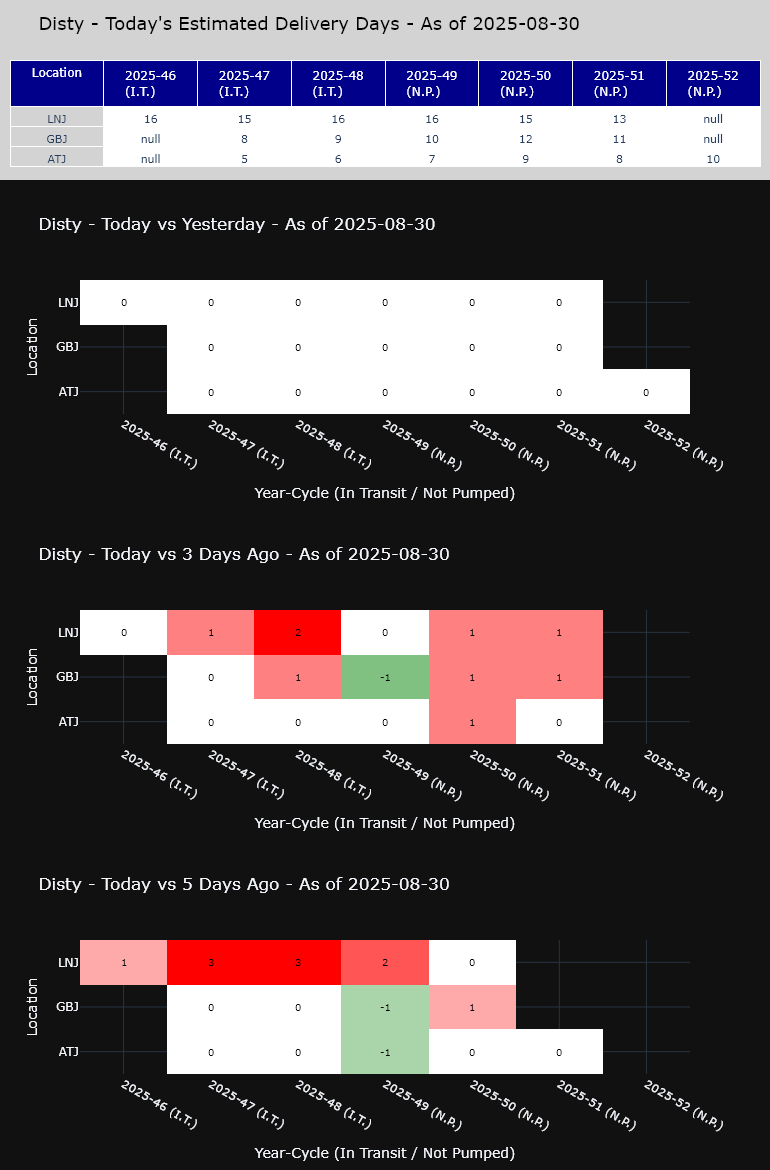 Disty - Today's Estimated Delivery Days - As of 2025-08-30
Location 2025-46 (I.T.) 2025-47 (I.T.) 2025-48 (I.T.) 2025-49 (N.P.) 2025-50 (N.P.) 2025-51 (N.P.) 2025-52 (N.P.)
LNJ 16 15 16 16 15 13 null
GBJ null 8 9 10 12 11 null
ATJ null 5 6 7 9 8 10
Disty - Today vs Yesterday - As of 2025-08-30
Location
LNJ 0 0 0 0 0 0
GBJ 0 0 0 0 0
ATJ 0 0 0 0 0 0
2025-46 (I.T.) 2025-47 (I.T.) 2025-48 (I.T.) 2025-49 (N.P.) 2025-50 (N.P.) 2025-51 (N.P.) 2025-52 (N.P.)
Year-Cycle (In Transit / Not Pumped)
Disty - Today vs 3 Days Ago - As of 2025-08-30
Location
LNJ 0 1 2 0 1 1
GBJ 0 1 -1 1 1
ATJ 0 0 0 1 0
2025-46 (I.T.) 2025-47 (I.T.) 2025-48 (I.T.) 2025-49 (N.P.) 2025-50 (N.P.) 2025-51 (N.P.) 2025-52 (N.P.)
Year-Cycle (In Transit / Not Pumped)
Disty - Today vs 5 Days Ago - As of 2025-08-30
Location
LNJ 1 3 3 2 0
GBJ 0 0 -1 1
ATJ 0 0 -1 0 0
2025-46 (I.T.) 2025-47 (I.T.) 2025-48 (I.T.) 2025-49 (N.P.) 2025-50 (N.P.) 2025-51 (N.P.) 2025-52 (N.P.)
Year-Cycle (In Transit / Not Pumped)